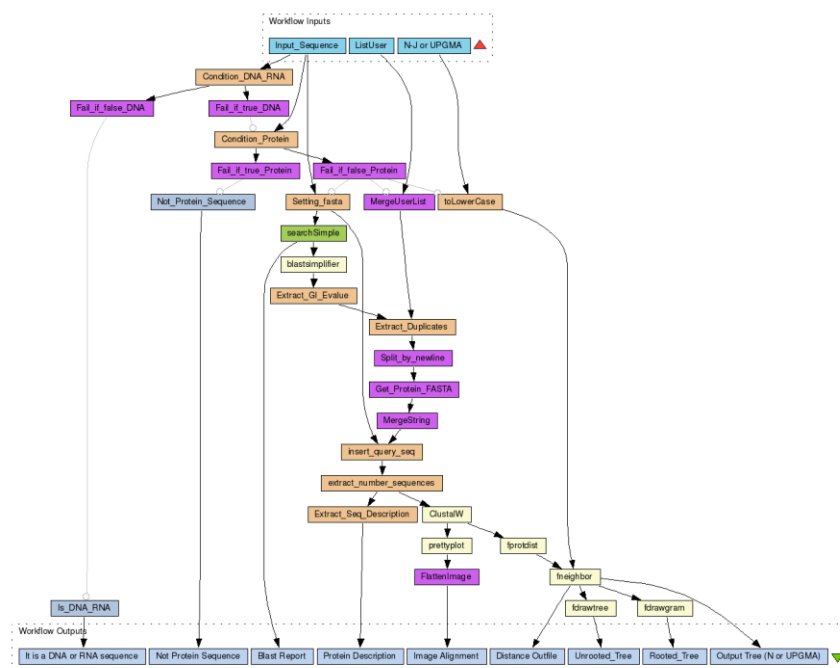 Workflow Inputs
Input_Sequence
ListUser
N-J or UPGMA
Condition_DNA_RNA
Fail_if_false_DNA
Fail_if_true_DNA
Condition_Protein
Fail_if_true_Protein
Fail_if_false_Protein
Not_Protein_Sequence
Setting_fasta
MergeUserList
toLowerCase
searchSimple
blastsimplifier
Extract_GI_Evalue
Extract_Duplicates
Split_by_newline
Get_Protein_FASTA
MergeString
insert_query_seq
extract_number_sequences
Extract_Seq_Description
ClustalW
prettyplot
fprotdist
FlattenImage
fneighbor
Is_DNA_RNA
fdrawtree
fdrawgram
Workflow Outputs
It is a DNA or RNA sequence
Not Protein Sequence
Blast Report
Protein Description
Image Alignment
Distance Outfile
Unrooted_Tree
Rooted_Tree
Output Tree (N or UPGMA)